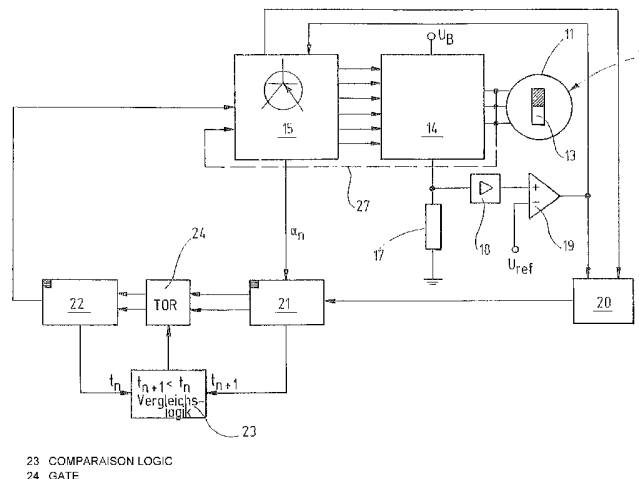 U_B
11
15
14
13
27
α_n
17
18
+
−
19
U_ref
24
22
TOR
21
20
t_n
t_n+1 < t_n
t_n+1
Vergleichs-
logik
23
23 COMPARAISON LOGIC
24 GATE